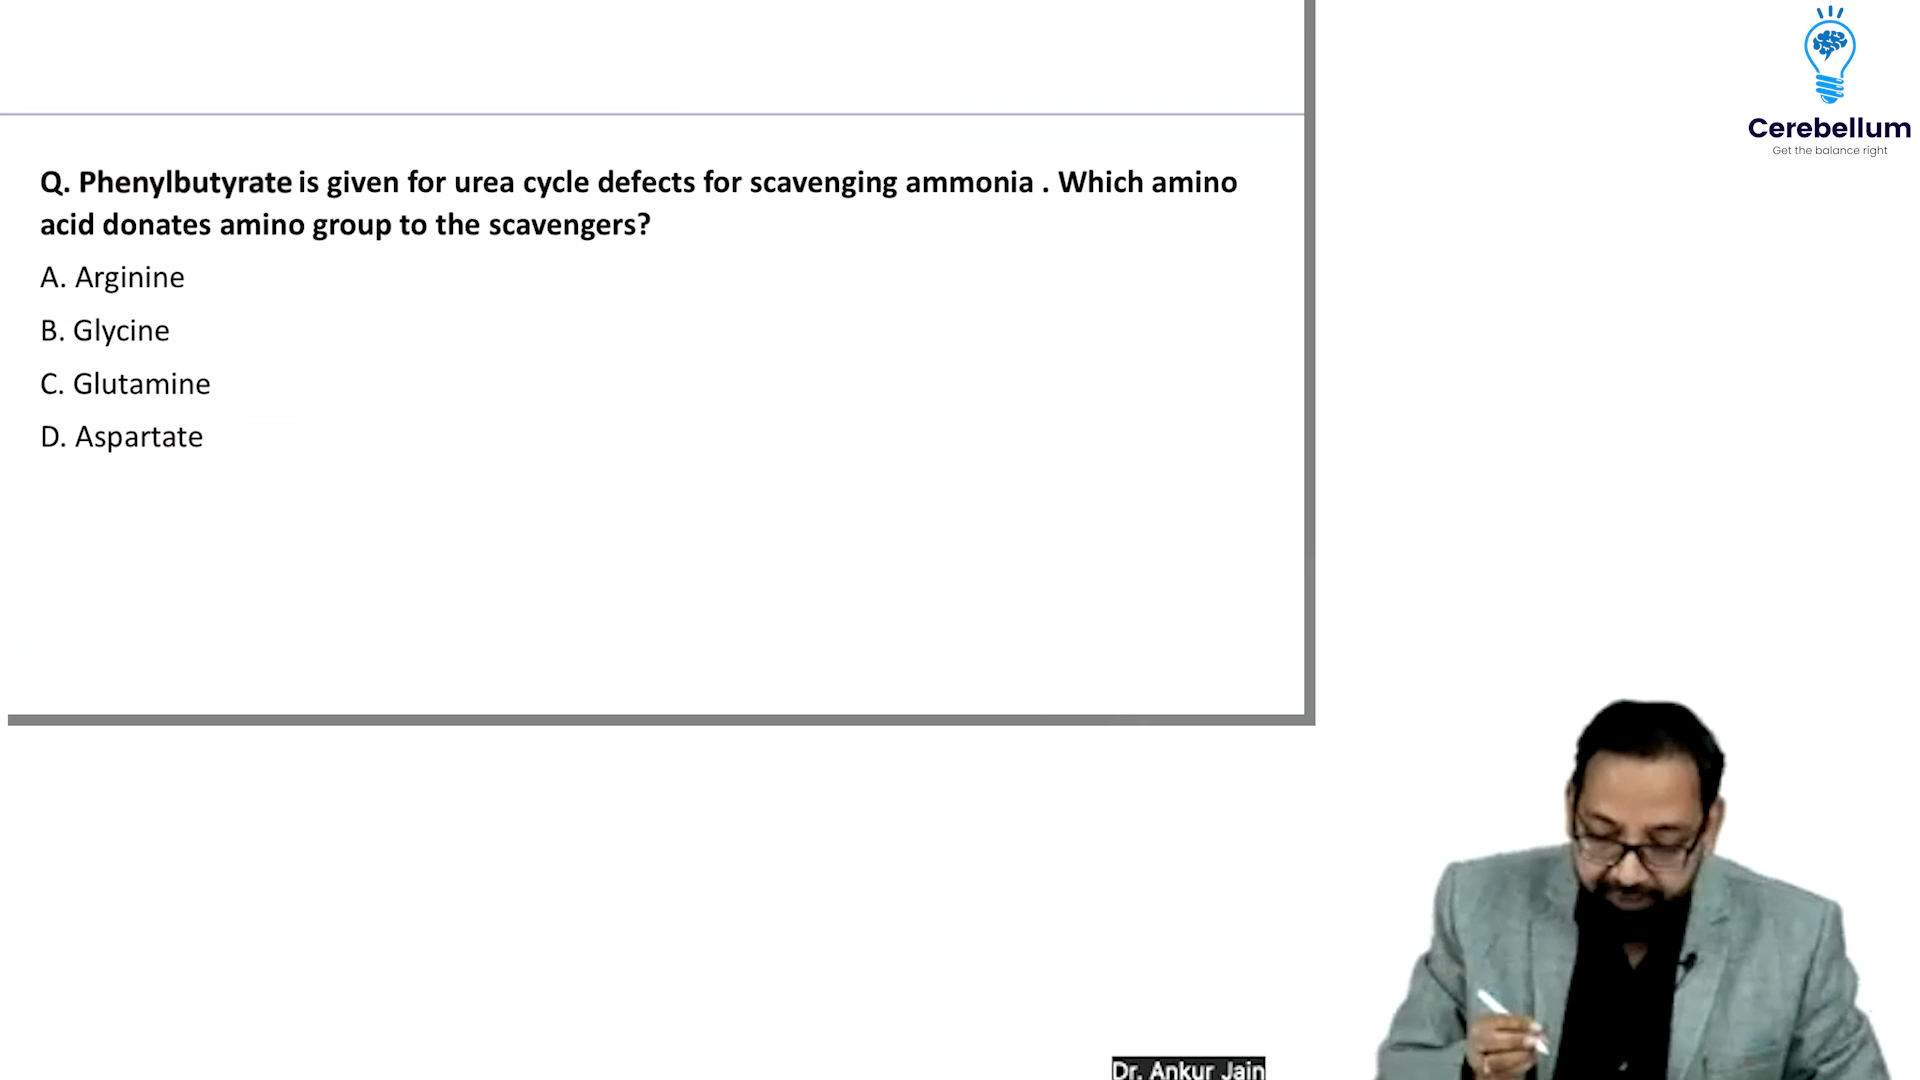 Cerebellum
Get the balance right
Q. Phenylbutyrate is given for urea cycle defects for scavenging ammonia . Which amino
acid donates amino group to the scavengers?
A. Arginine
B. Glycine
C. Glutamine
D. Aspartate
Dr. Ankur Jain